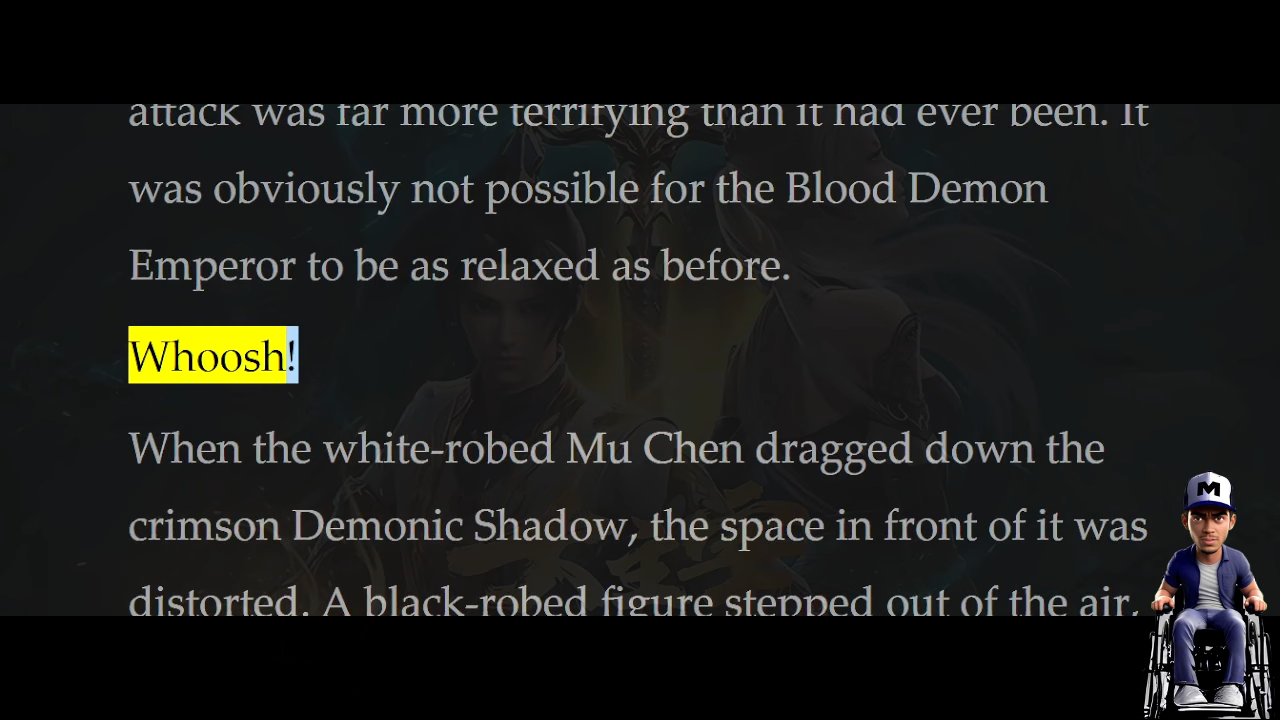 attack was far more terrifying than it had ever been. It
was obviously not possible for the Blood Demon
Emperor to be as relaxed as before.
Whoosh!
When the white-robed Mu Chen dragged down the
crimson Demonic Shadow, the space in front of it was
distorted. A black-robed figure stepped out of the air,
M
M